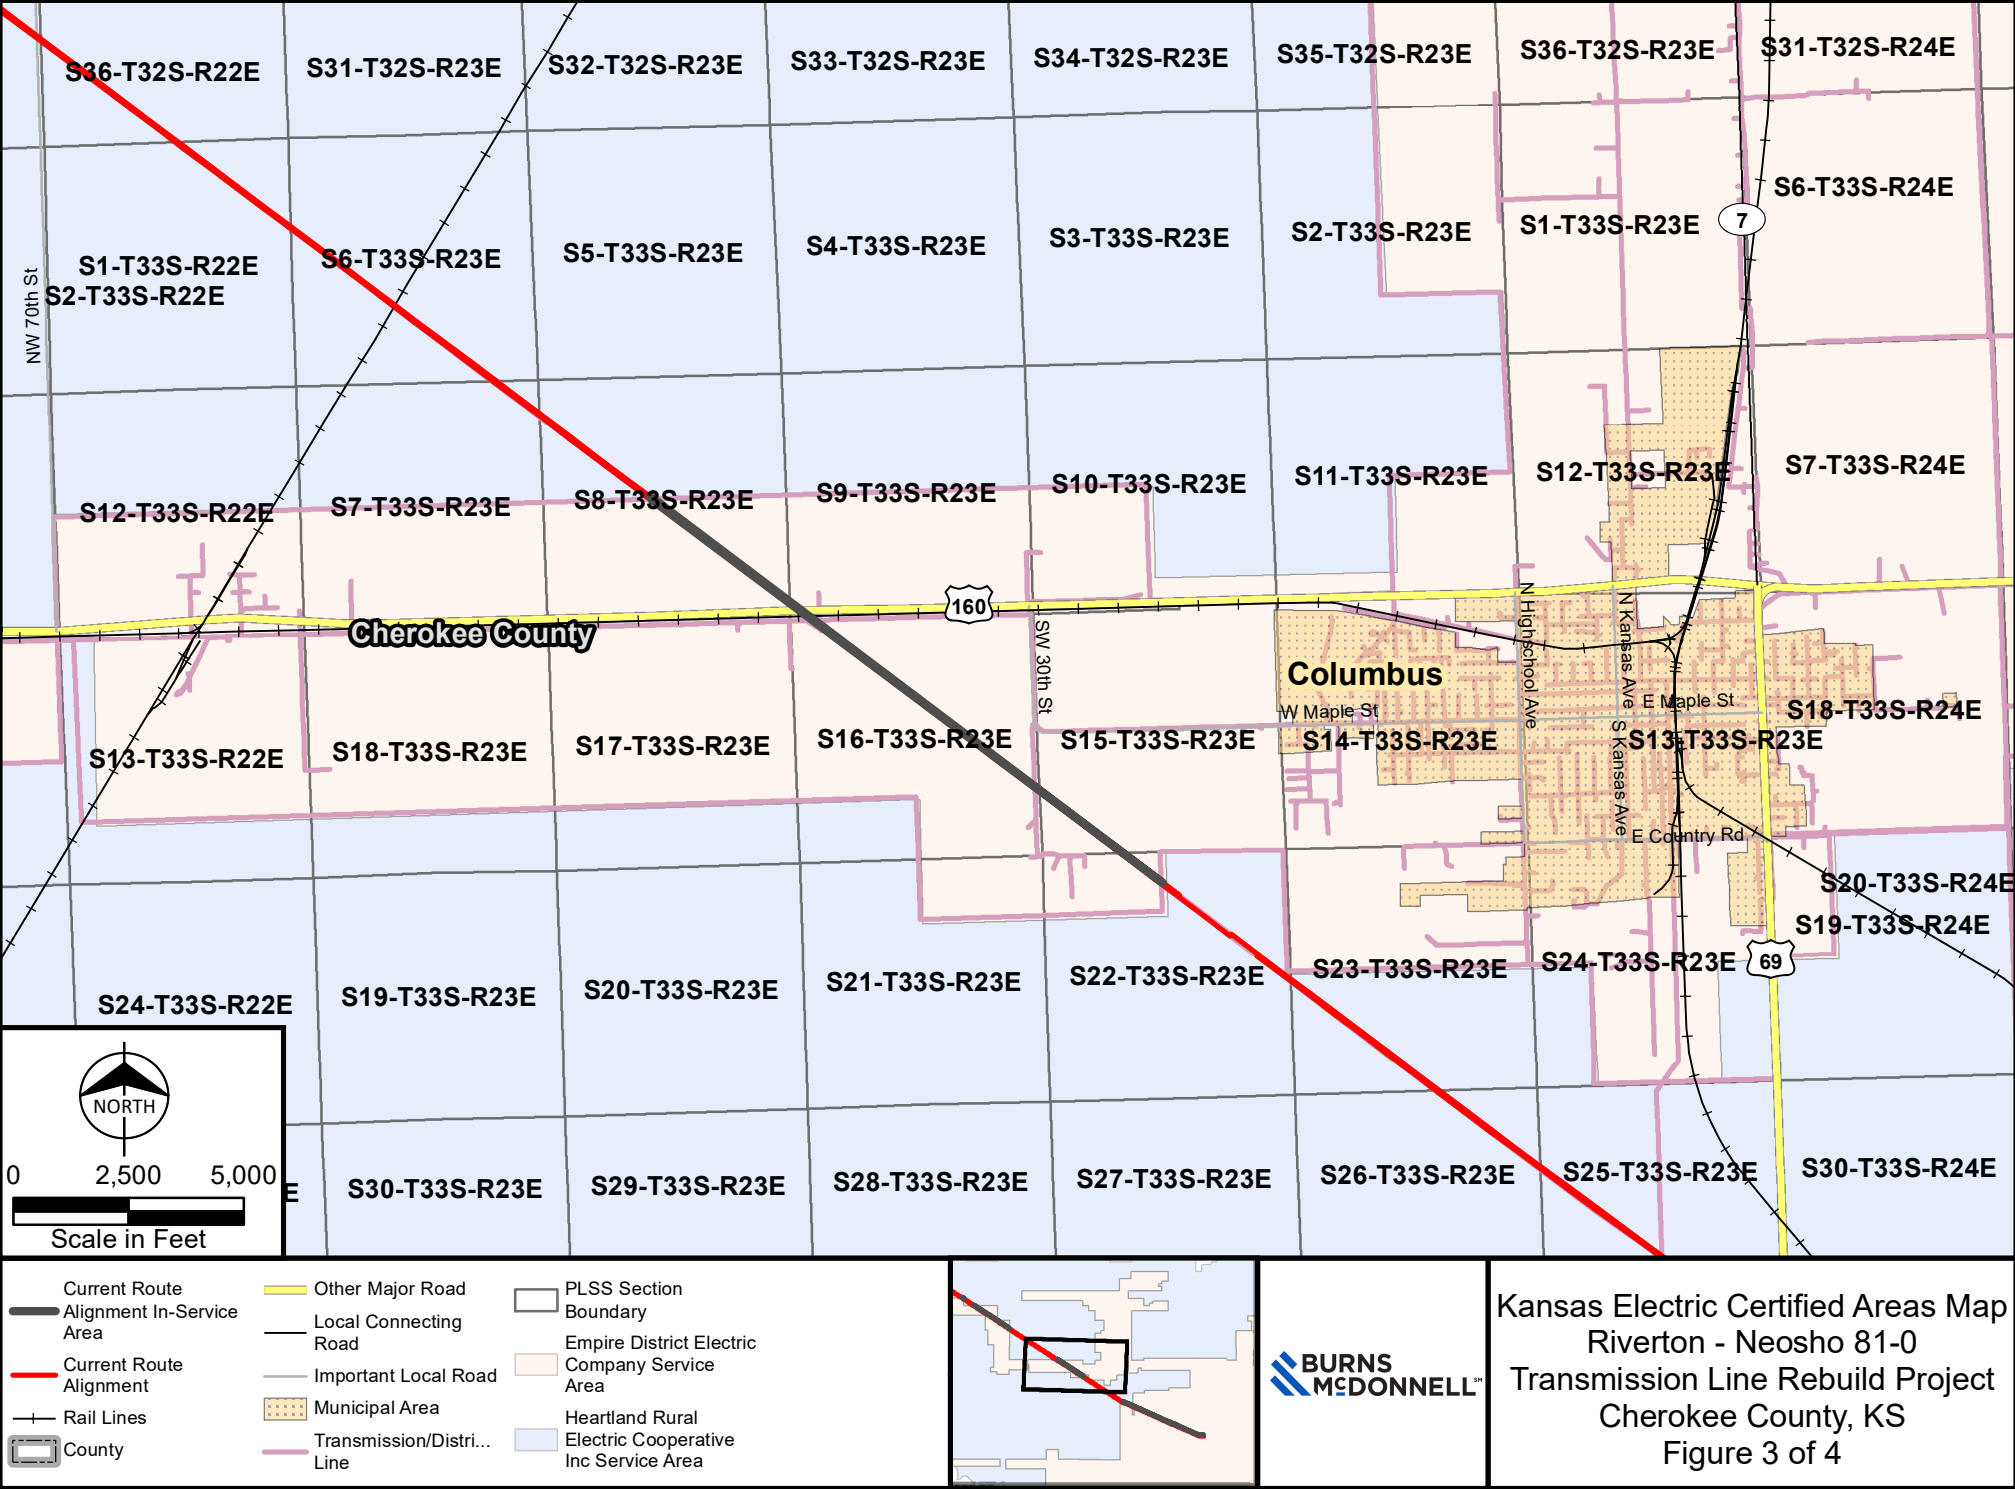 S36-T32S-R22E
S31-T32S-R23E
S32-T32S-R23E
S33-T32S-R23E
S34-T32S-R23E
S35-T32S-R23E
S36-T32S-R23E
S31-T32S-R24E
S1-T33S-R22E
S2-T33S-R22E
S6-T33S-R23E
S5-T33S-R23E
S4-T33S-R23E
S3-T33S-R23E
S2-T33S-R23E
S1-T33S-R23E
7
S6-T33S-R24E
NW 70th St
S12-T33S-R22E
S7-T33S-R23E
S8-T33S-R23E
S9-T33S-R23E
S10-T33S-R23E
S11-T33S-R23E
S12-T33S-R23E
S7-T33S-R24E
160
Cherokee County
SW 30th St
Columbus
W Maple St
N Highschool Ave
N Kansas Ave
S Kansas Ave
E Maple St
E Country Rd
S13-T33S-R22E
S18-T33S-R23E
S17-T33S-R23E
S16-T33S-R23E
S15-T33S-R23E
S14-T33S-R23E
S13-T33S-R23E
S18-T33S-R24E
S20-T33S-R24E
S19-T33S-R24E
S24-T33S-R22E
S19-T33S-R23E
S20-T33S-R23E
S21-T33S-R23E
S22-T33S-R23E
S23-T33S-R23E
S24-T33S-R23E
69
E
S30-T33S-R23E
S29-T33S-R23E
S28-T33S-R23E
S27-T33S-R23E
S26-T33S-R23E
S25-T33S-R23E
S30-T33S-R24E
NORTH
0 2,500 5,000
Scale in Feet
Current Route
Alignment In-Service
Area
Current Route
Alignment
Rail Lines
County
Other Major Road
Local Connecting
Road
Important Local Road
Municipal Area
Transmission/Distri...
Line
PLSS Section
Boundary
Empire District Electric
Company Service
Area
Heartland Rural
Electric Cooperative
Inc Service Area
BURNS
McDONNELL℠
Kansas Electric Certified Areas Map
Riverton - Neosho 81-0
Transmission Line Rebuild Project
Cherokee County, KS
Figure 3 of 4